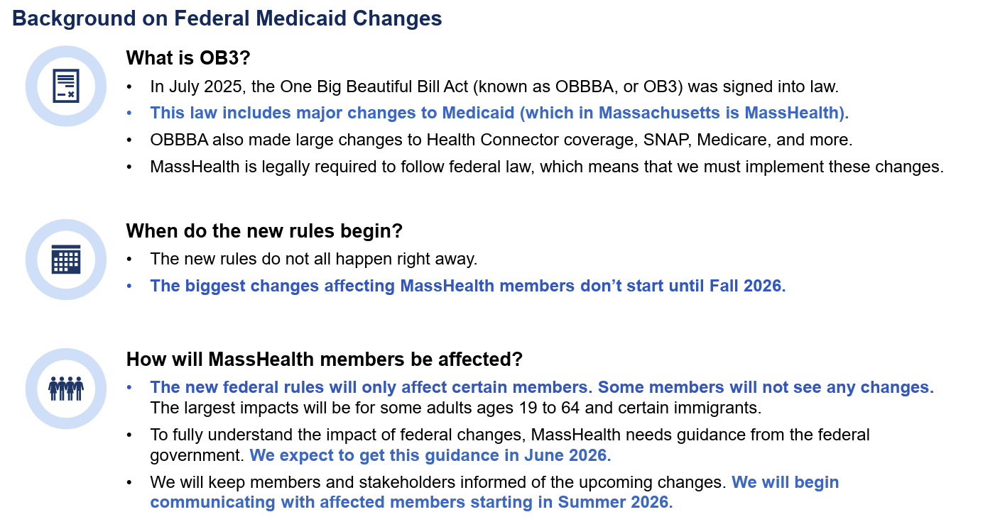 Background on Federal Medicaid Changes
What is OB3?
• In July 2025, the One Big Beautiful Bill Act (known as OBBBA, or OB3) was signed into law.
• This law includes major changes to Medicaid (which in Massachusetts is MassHealth).
• OBBBA also made large changes to Health Connector coverage, SNAP, Medicare, and more.
• MassHealth is legally required to follow federal law, which means that we must implement these changes.
When do the new rules begin?
• The new rules do not all happen right away.
• The biggest changes affecting MassHealth members don’t start until Fall 2026.
How will MassHealth members be affected?
• The new federal rules will only affect certain members. Some members will not see any changes.
The largest impacts will be for some adults ages 19 to 64 and certain immigrants.
• To fully understand the impact of federal changes, MassHealth needs guidance from the federal
government. We expect to get this guidance in June 2026.
• We will keep members and stakeholders informed of the upcoming changes. We will begin
communicating with affected members starting in Summer 2026.